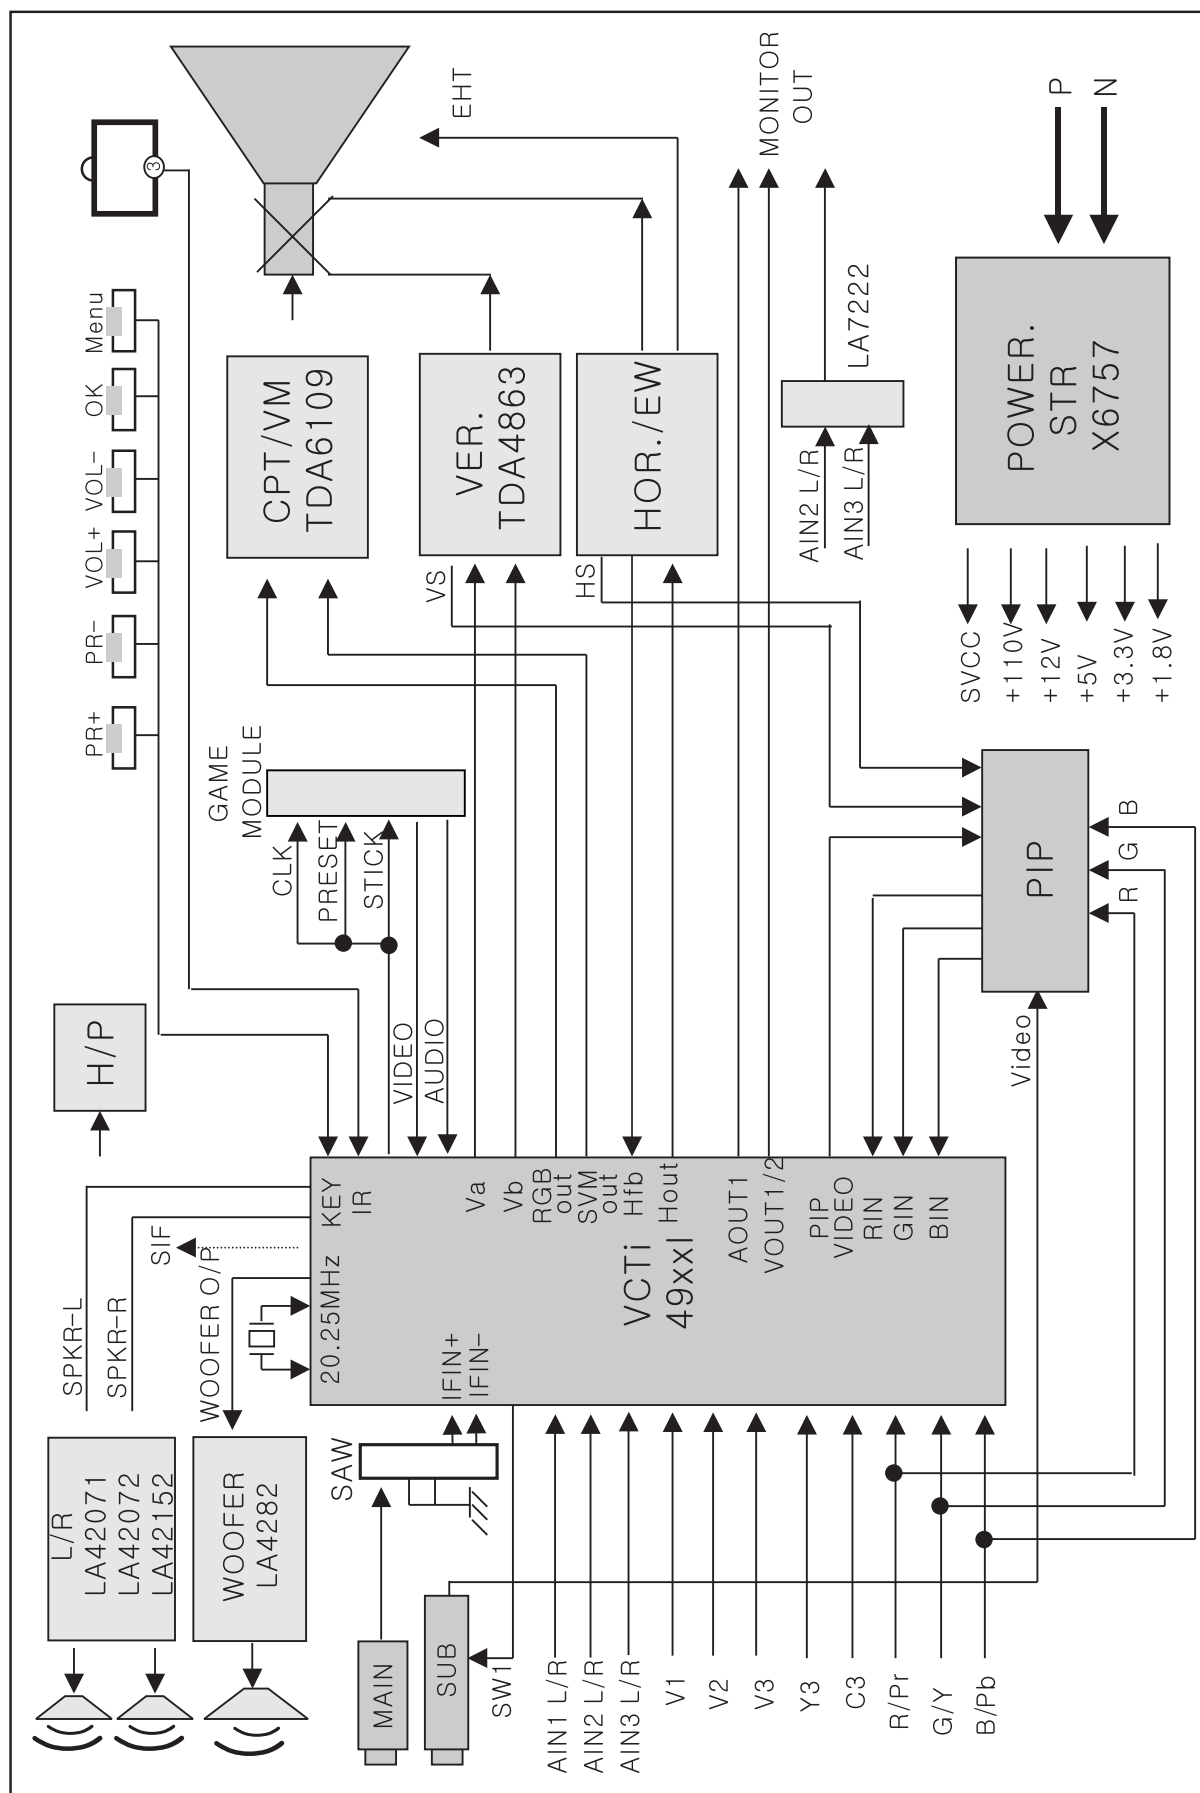 SPKR-L
SPKR-R
SIF
WOOFER O/P
L/R
LA42071
LA42072
LA42152
WOOFER
LA4282
H/P
PR+
PR-
VOL+
VOL-
OK
Menu
3
GAME
MODULE
CLK
PRESET
STICK
VIDEO
AUDIO
CPT/VM
TDA6109
VER.
TDA4863
HOR./EW
VS
HS
EHT
MONITOR
OUT
LA7222
AIN2 L/R
AIN3 L/R
P
N
POWER.
STR
X6757
SVCC
+110V
+12V
+5V
+3.3V
+1.8V
PIP
R
G
B
Video
KEY
IR
20.25MHz
Va
Vb
RGB
out
SVM
out
Hfb
Hout
AOUT1
VOUT1/2
PIP
VIDEO
RIN
GIN
BIN
VCTi
49xxI
IFIN+
IFIN-
SAW
MAIN
SUB
SW1
AIN1 L/R
AIN2 L/R
AIN3 L/R
V1
V2
V3
Y3
C3
R/Pr
G/Y
B/Pb